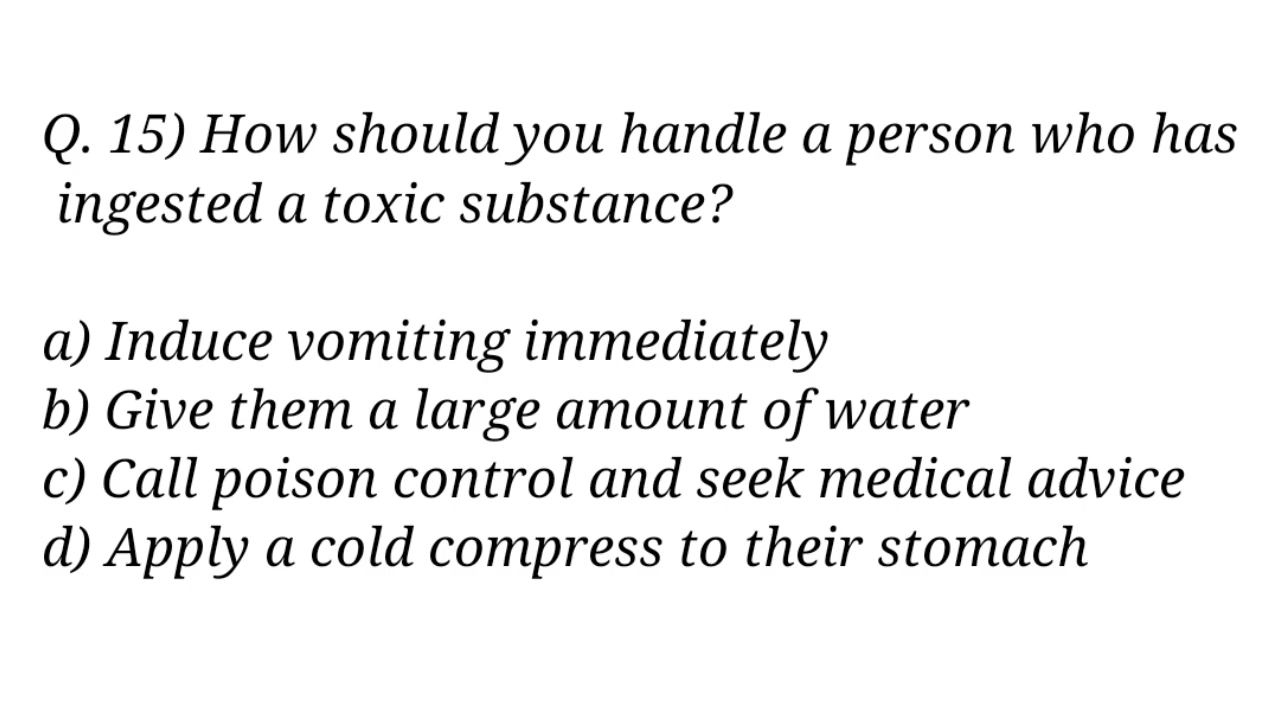 Q. 15) How should you handle a person who has
ingested a toxic substance?
a) Induce vomiting immediately
b) Give them a large amount of water
c) Call poison control and seek medical advice
d) Apply a cold compress to their stomach